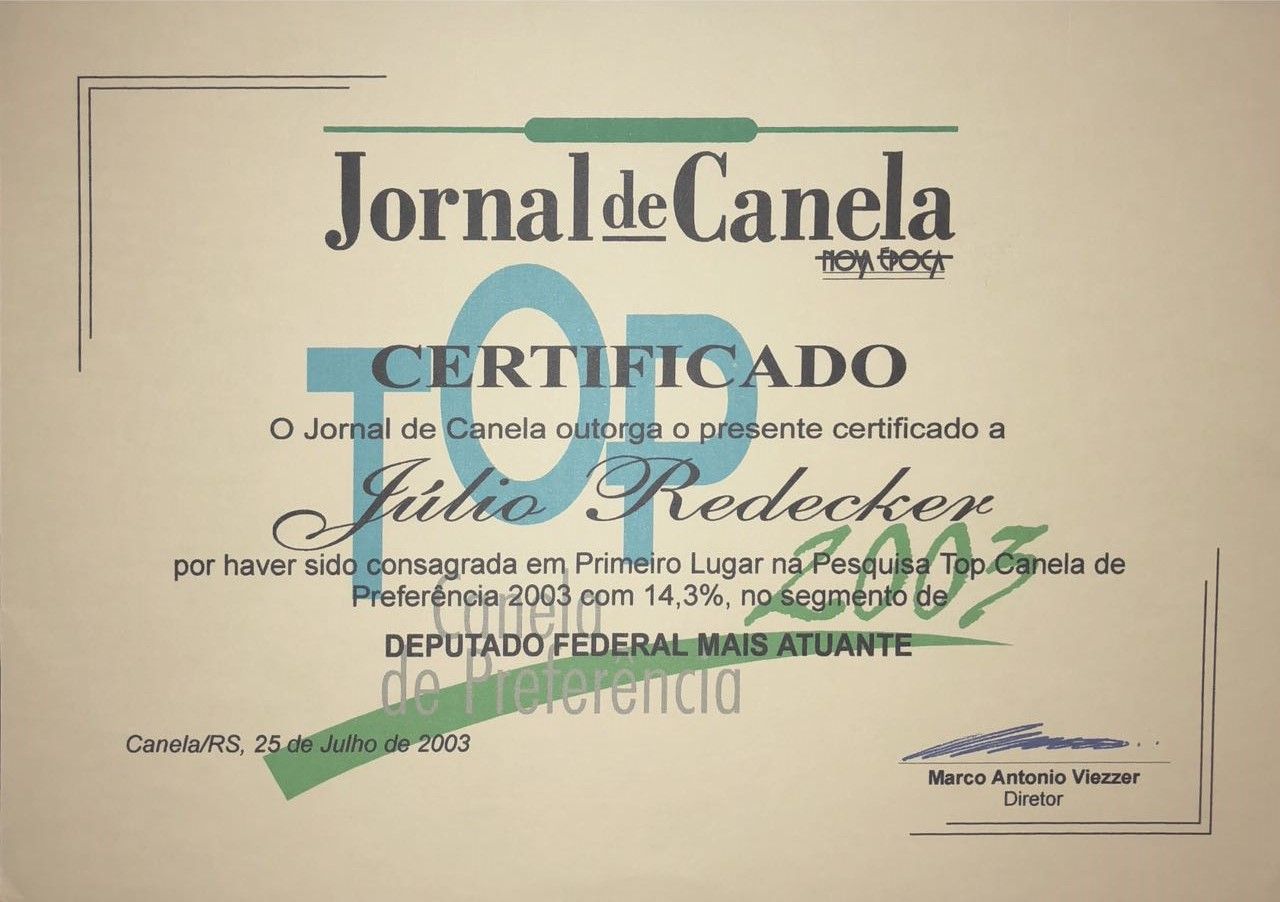 Jornal de Canela
NOVA ÉPOCA
TOP
CERTIFICADO
O Jornal de Canela outorga o presente certificado a
Júlio Redecker
2003
por haver sido consagrada em Primeiro Lugar na Pesquisa Top Canela de
Preferência 2003 com 14,3%, no segmento de
Canela
DEPUTADO FEDERAL MAIS ATUANTE
de Preferência
Canela/RS, 25 de Julho de 2003
Marco Antonio Viezzer
Diretor